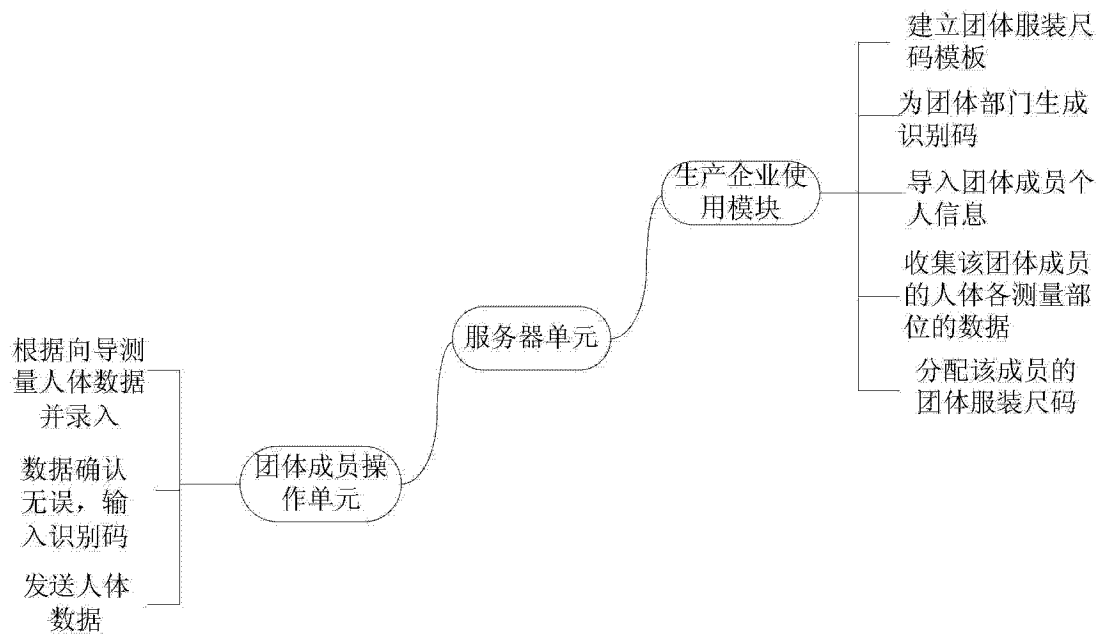 建立团体服装尺
码模板
为团体部门生成
识别码
生产企业使
用模块
导入团体成员个
人信息
收集该团体成员
的人体各测量部
位的数据
分配该成员的
团体服装尺码
服务器单元
根据向导测
量人体数据
并录入
团体成员操
作单元
数据确认
无误，输
入识别码
发送人体
数据